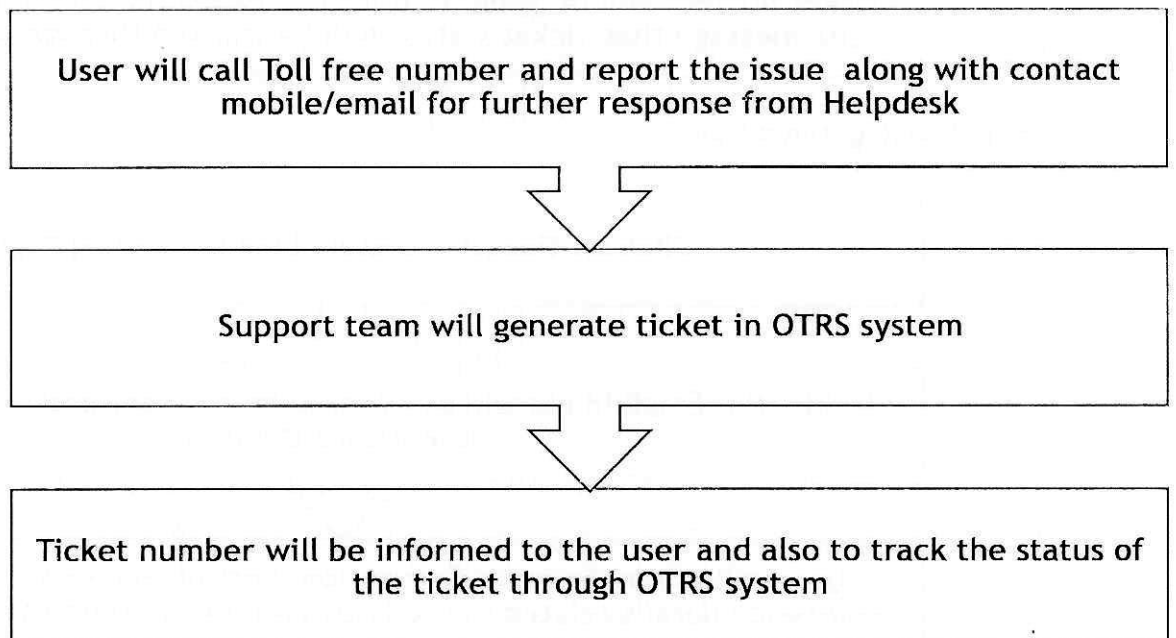 User will call Toll free number and report the issue along with contact
mobile/email for further response from Helpdesk
Support team will generate ticket in OTRS system
Ticket number will be informed to the user and also to track the status of
the ticket through OTRS system